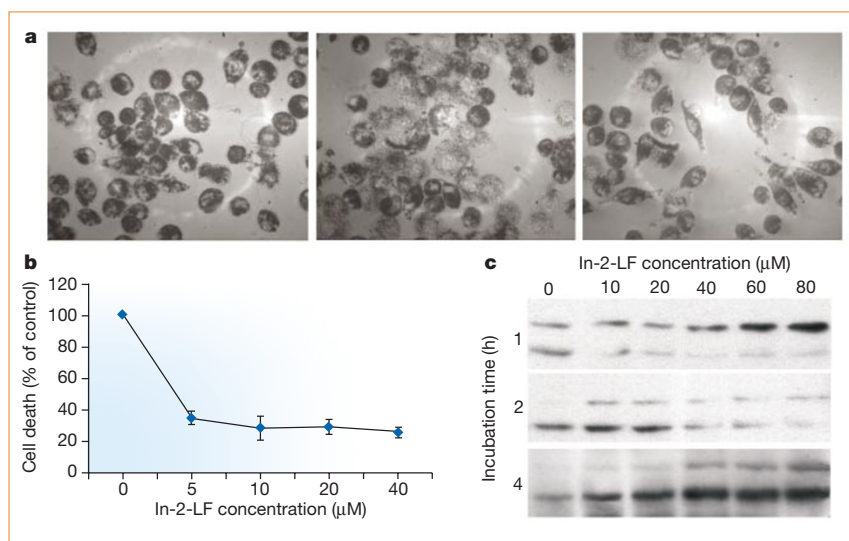 a
b
120
100
80
60
40
20
0
Cell death (% of control)
0 5 10 20 40
In-2-LF concentration (μM)
c
In-2-LF concentration (μM)
0 10 20 40 60 80
Incubation time (h)
1
2
4